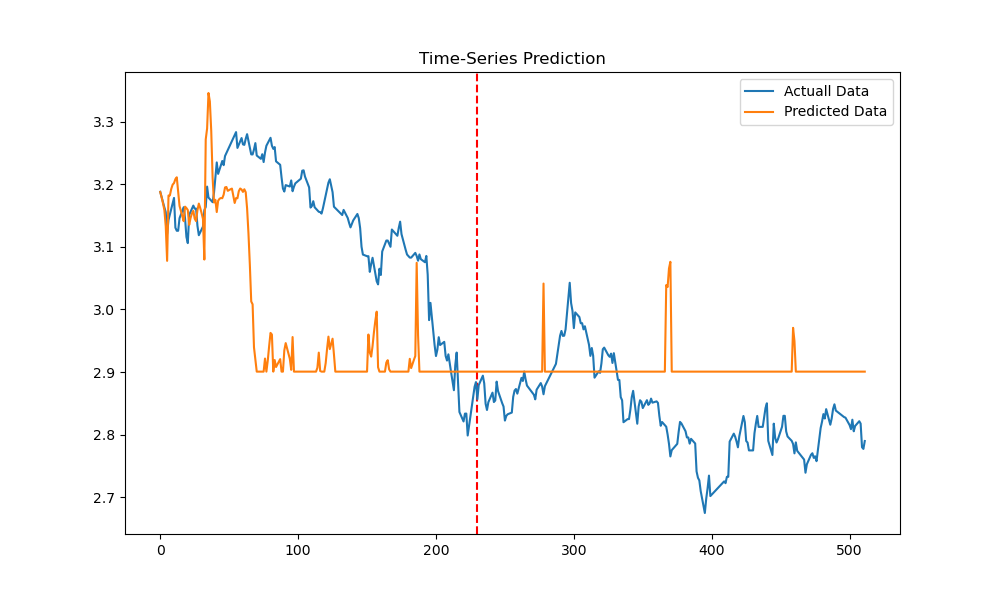 Time-Series Prediction
Actuall Data
Predicted Data
3.3
3.2
3.1
3.0
2.9
2.8
2.7
0 100 200 300 400 500